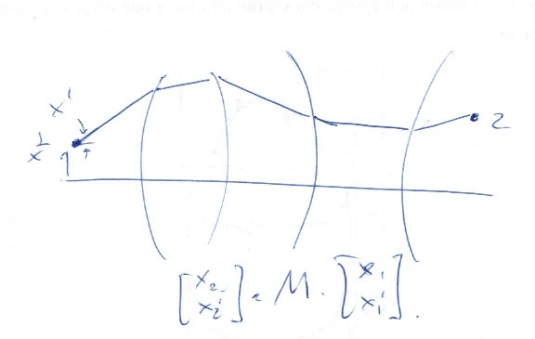 x'
1
x
2
[x₂ x₂'] = M · [x₁ x₁'].